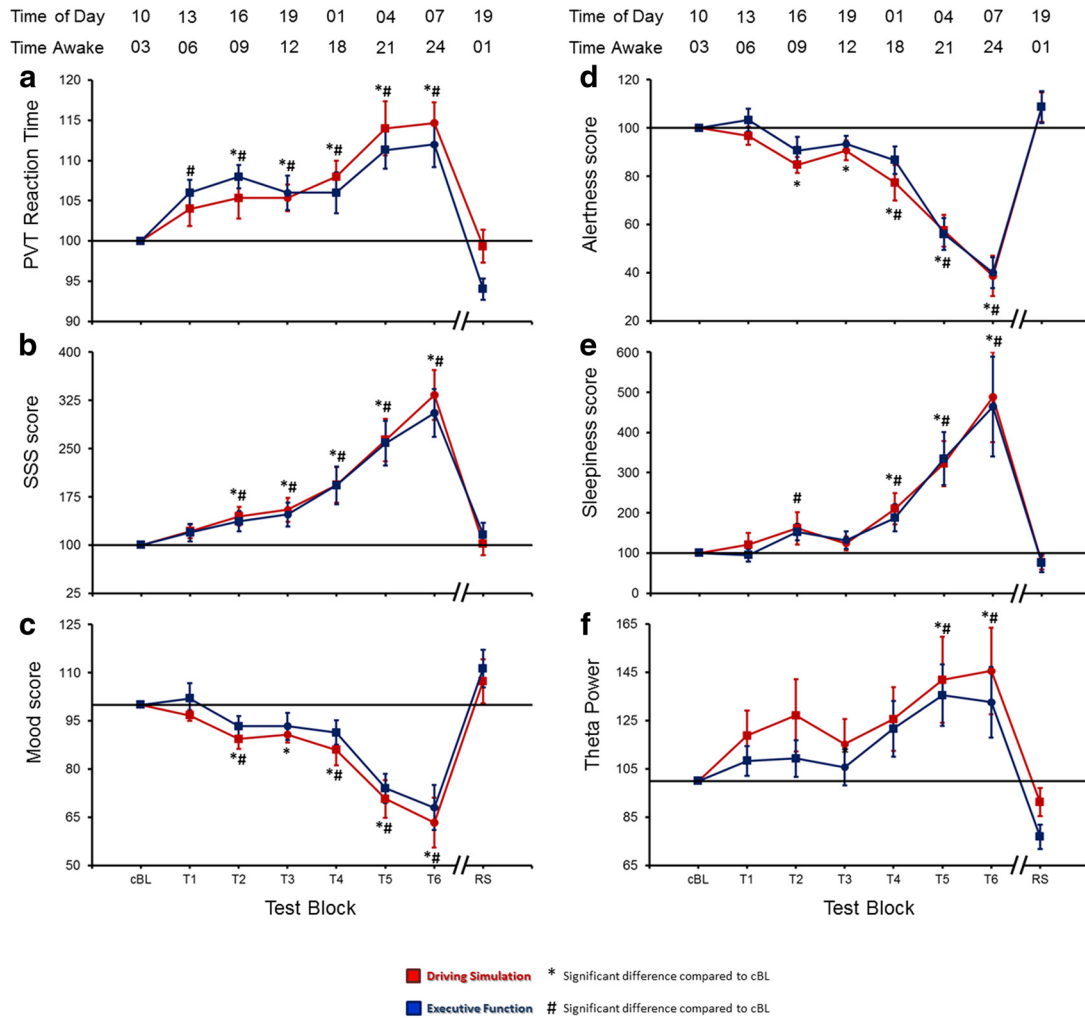 Time of Day 10 13 16 19 01 04 07 19
Time Awake 03 06 09 12 18 21 24 01
Time of Day 10 13 16 19 01 04 07 19
Time Awake 03 06 09 12 18 21 24 01
a
PVT Reaction Time
120
115
110
105
100
95
90
# *# *# *# *# *#
b
SSS score
400
325
250
175
100
25
*# *# *# *# *#
c
Mood score
125
110
95
80
65
50
*# * *# *# *#
cBL T1 T2 T3 T4 T5 T6 RS
Test Block
d
Alertness score
120
100
80
60
40
20
* * *# *# *#
e
Sleepiness score
600
500
400
300
200
100
0
# *# *# *#
f
Theta Power
165
145
125
105
85
65
* *# *#
cBL T1 T2 T3 T4 T5 T6 RS
Test Block
Driving Simulation * Significant difference compared to cBL
Executive Function # Significant difference compared to cBL